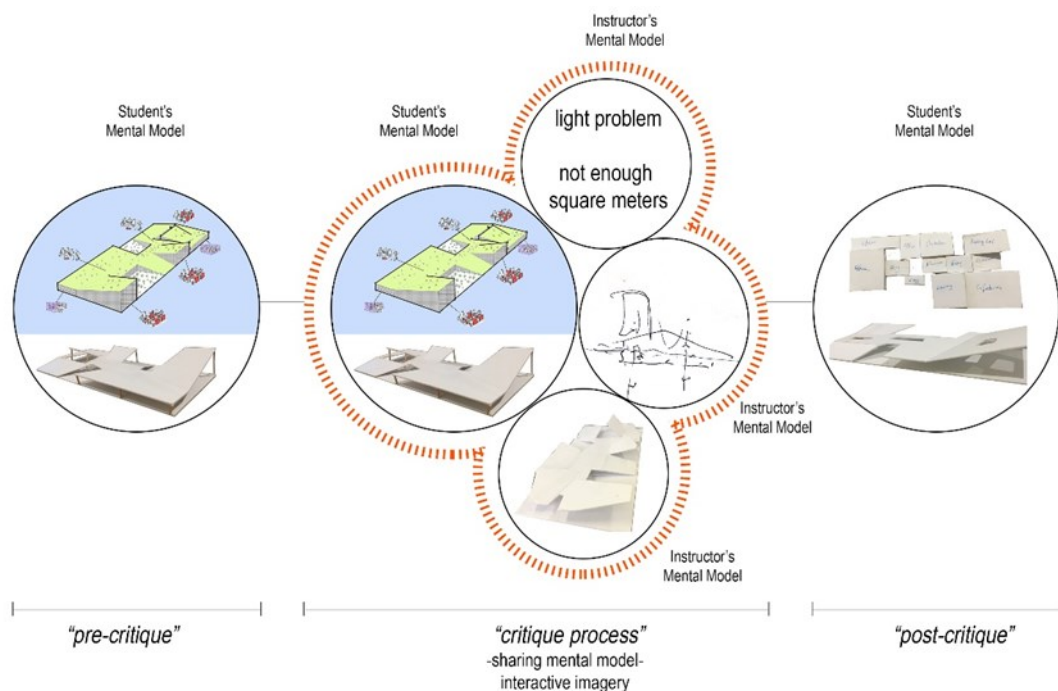 Instructor's
Mental Model
Student's
Mental Model
Student's
Mental Model
Student's
Mental Model
light problem
not enough
square meters
Instructor's
Mental Model
Instructor's
Mental Model
"pre-critique"
"critique process"
-sharing mental model-
interactive imagery
"post-critique"